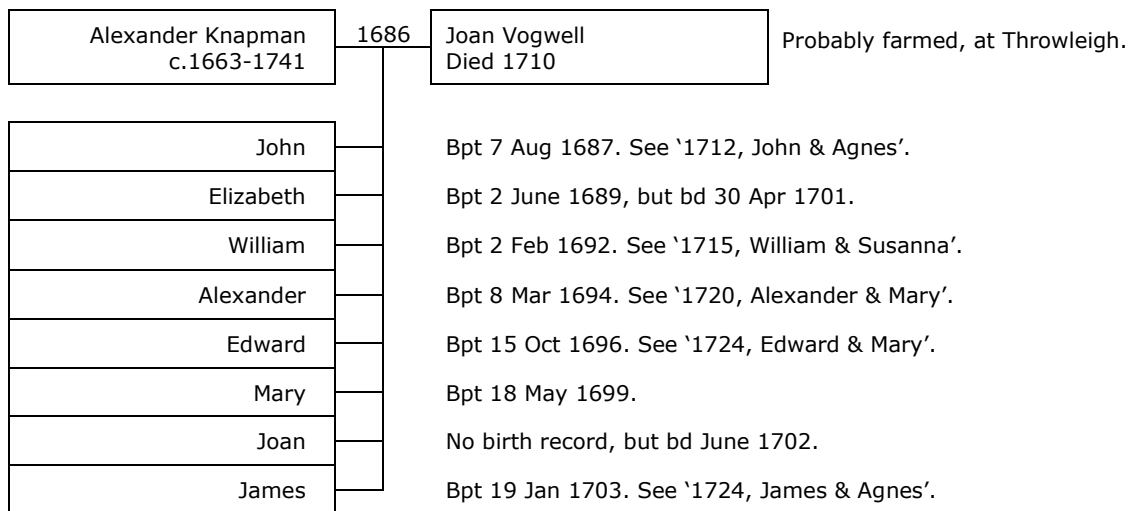 Alexander Knapman 1686 Joan Vogwell Probably farmed, at Throwleigh.
c.1663-1741 Died 1710
John Bpt 7 Aug 1687. See ‘1712, John & Agnes’.
Elizabeth Bpt 2 June 1689, but bd 30 Apr 1701.
William Bpt 2 Feb 1692. See ‘1715, William & Susanna’.
Alexander Bpt 8 Mar 1694. See ‘1720, Alexander & Mary’.
Edward Bpt 15 Oct 1696. See ‘1724, Edward & Mary’.
Mary Bpt 18 May 1699.
Joan No birth record, but bd June 1702.
James Bpt 19 Jan 1703. See ‘1724, James & Agnes’.